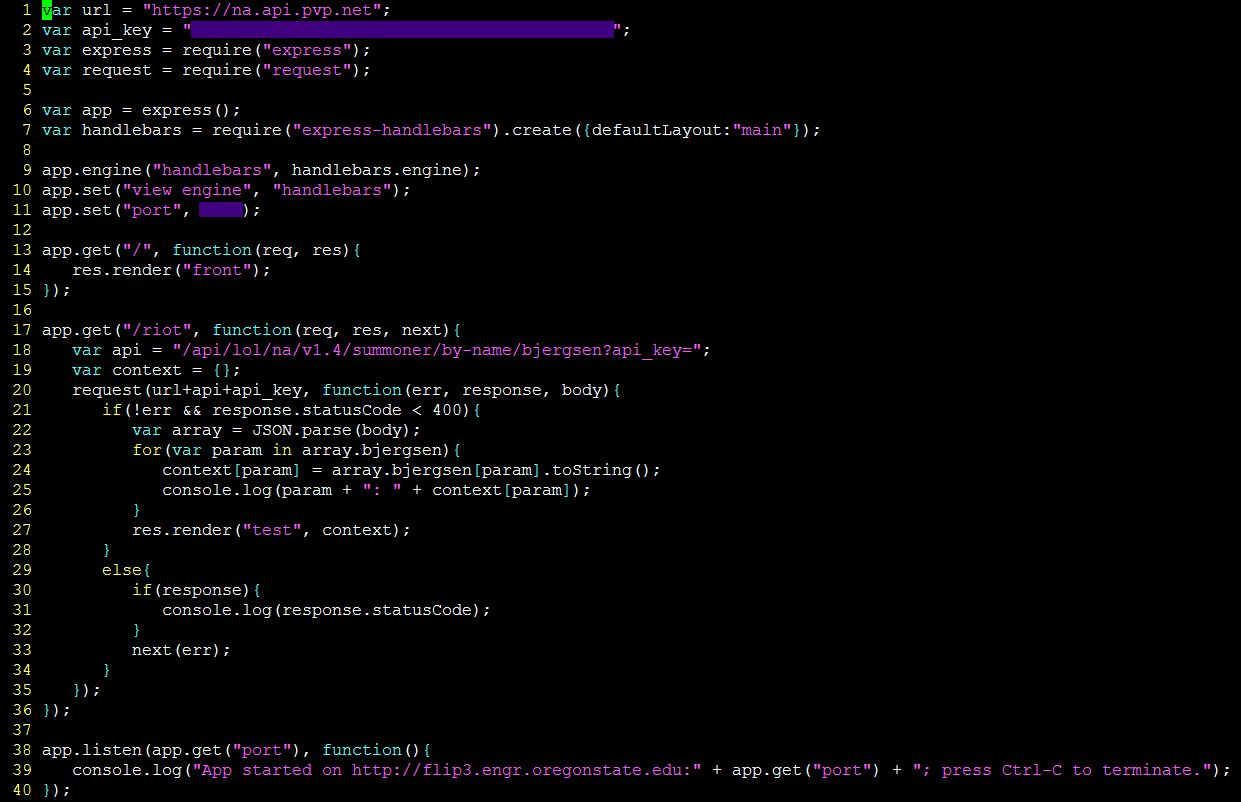 1 var url = "https://na.api.pvp.net";
2 var api_key = "";
3 var express = require("express");
4 var request = require("request");
5
6 var app = express();
7 var handlebars = require("express-handlebars").create({defaultLayout:"main"});
8
9 app.engine("handlebars", handlebars.engine);
10 app.set("view engine", "handlebars");
11 app.set("port", );
12
13 app.get("/", function(req, res){
14    res.render("front");
15 });
16
17 app.get("/riot", function(req, res, next){
18    var api = "/api/lol/na/v1.4/summoner/by-name/bjergsen?api_key=";
19    var context = {};
20    request(url+api+api_key, function(err, response, body){
21       if(!err && response.statusCode < 400){
22          var array = JSON.parse(body);
23          for(var param in array.bjergsen){
24             context[param] = array.bjergsen[param].toString();
25             console.log(param + ": " + context[param]);
26          }
27          res.render("test", context);
28       }
29       else{
30          if(response){
31             console.log(response.statusCode);
32          }
33          next(err);
34       }
35    });
36 });
37
38 app.listen(app.get("port"), function(){
39    console.log("App started on http://flip3.engr.oregonstate.edu:" + app.get("port") + "; press Ctrl-C to terminate.");
40 });